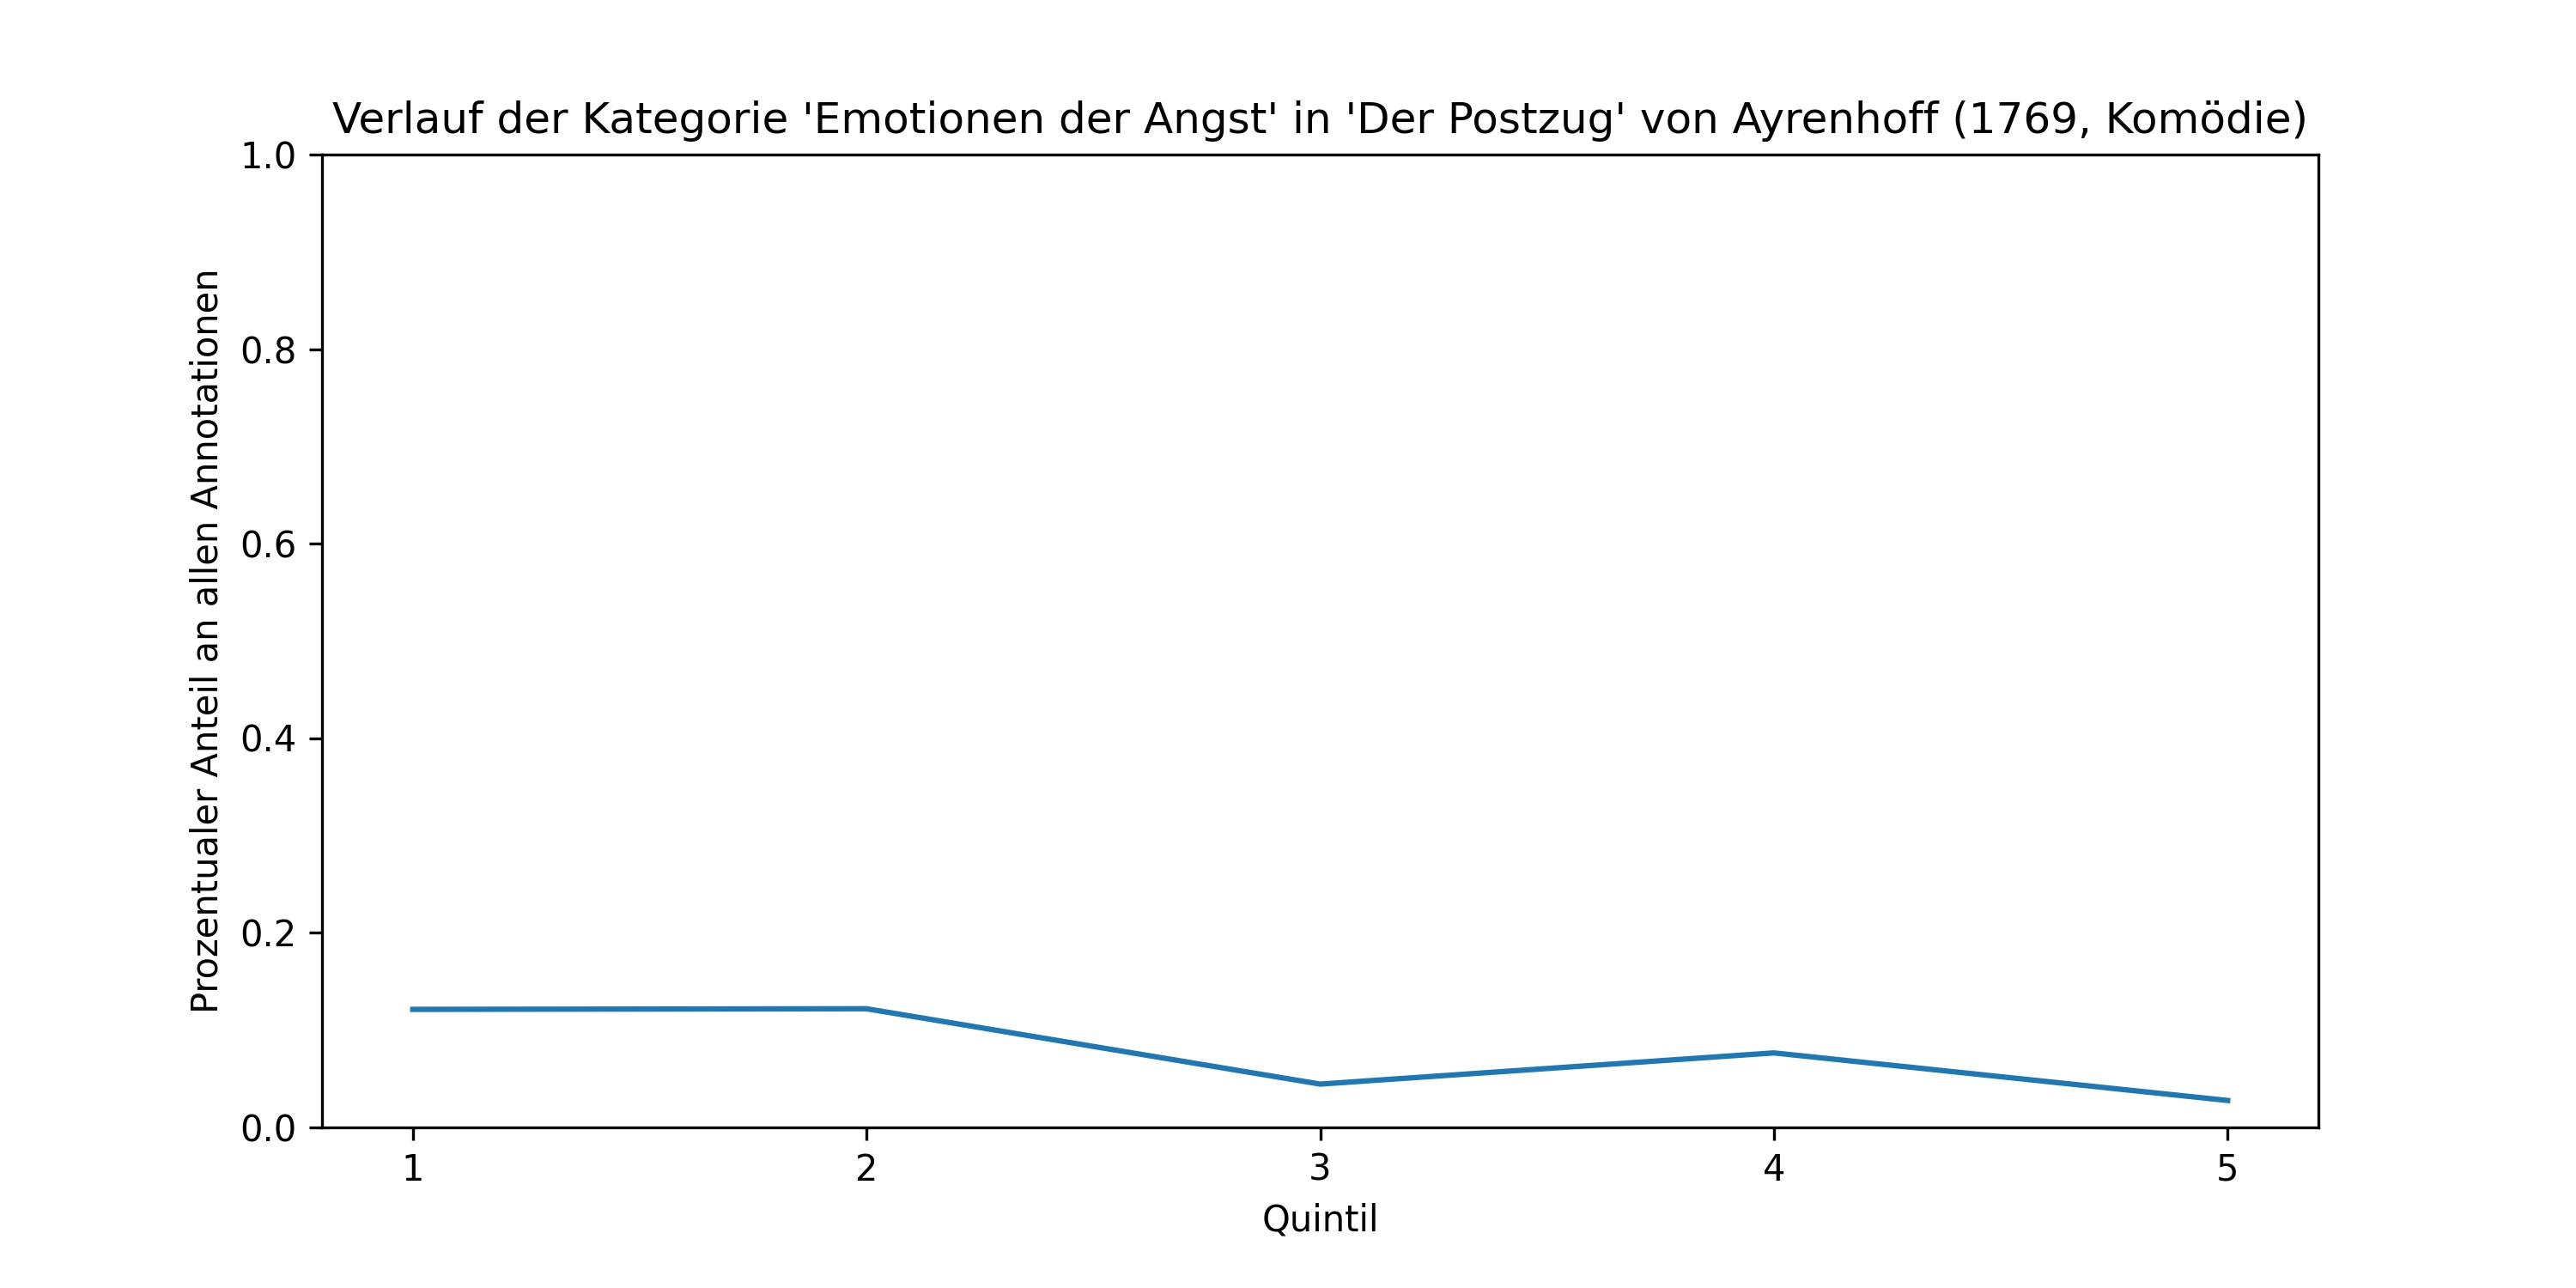 Verlauf der Kategorie 'Emotionen der Angst' in 'Der Postzug' von Ayrenhoff (1769, Komödie)
Prozentualer Anteil an allen Annotationen
1.0
0.8
0.6
0.4
0.2
0.0
1 2 3 4 5
Quintil